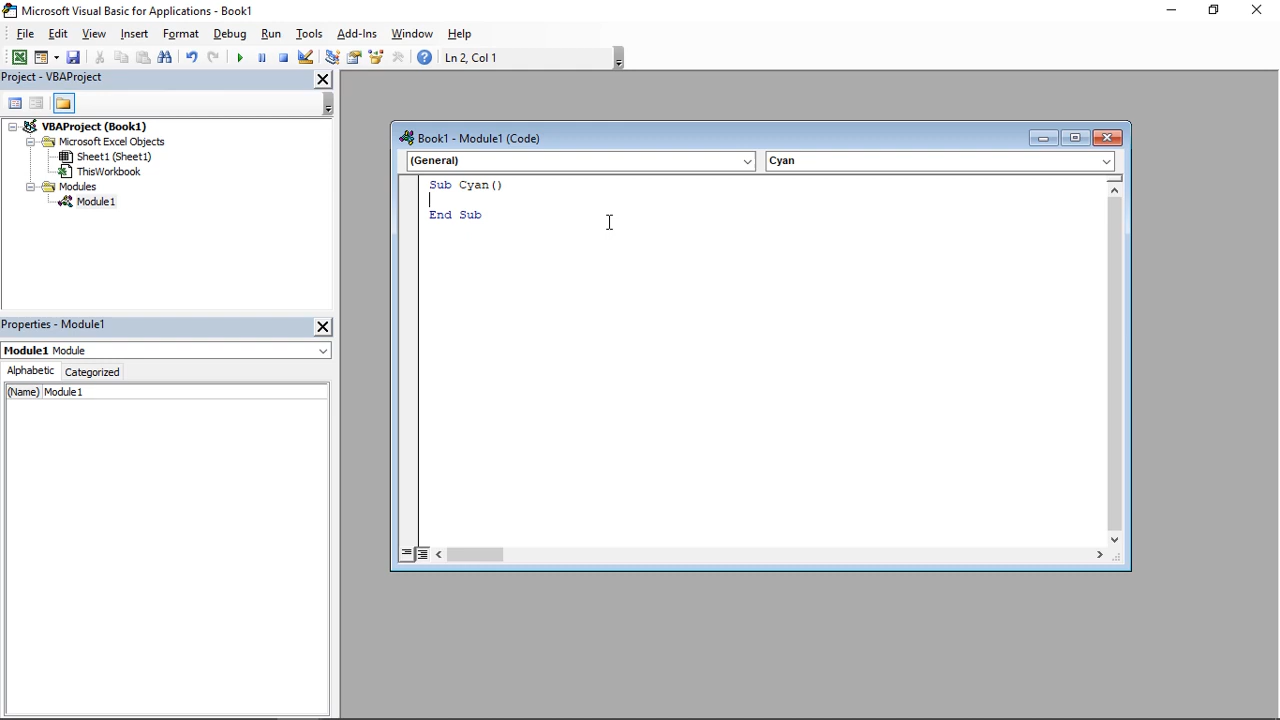 Microsoft Visual Basic for Applications - Book1
File Edit View Insert Format Debug Run Tools Add-Ins Window Help
Ln 2, Col 1
Project - VBAProject
VBAProject (Book1)
Microsoft Excel Objects
Sheet1 (Sheet1)
ThisWorkbook
Modules
Module1
Properties - Module1
Module1 Module
Alphabetic Categorized
(Name) Module1
Book1 - Module1 (Code)
(General) Cyan
Sub Cyan()
End Sub